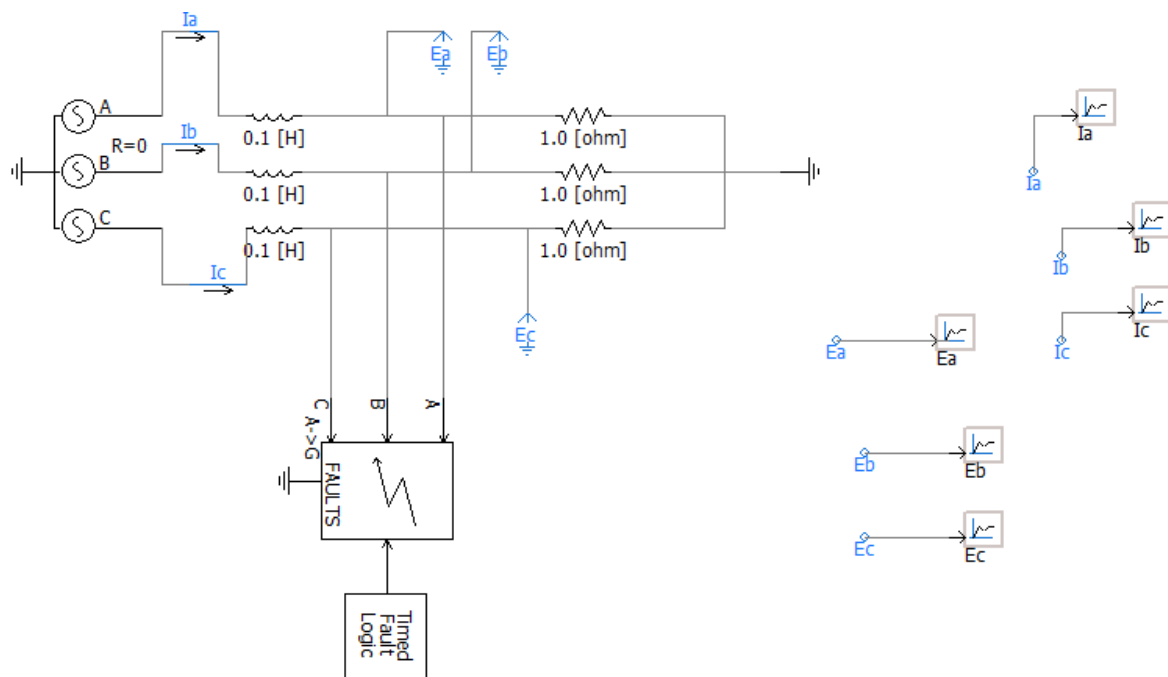 Ia
Ea
Eb
A
Ib
0.1 [H]
1.0 [ohm]
R=0
B
0.1 [H]
1.0 [ohm]
C
0.1 [H]
1.0 [ohm]
Ic
Ec
Ia
Ia
Ib
Ib
Ic
Ic
Ea
Ea
Eb
Eb
Ec
Ec
C
B
A
A->G
FAULTS
Timed
Fault
Logic